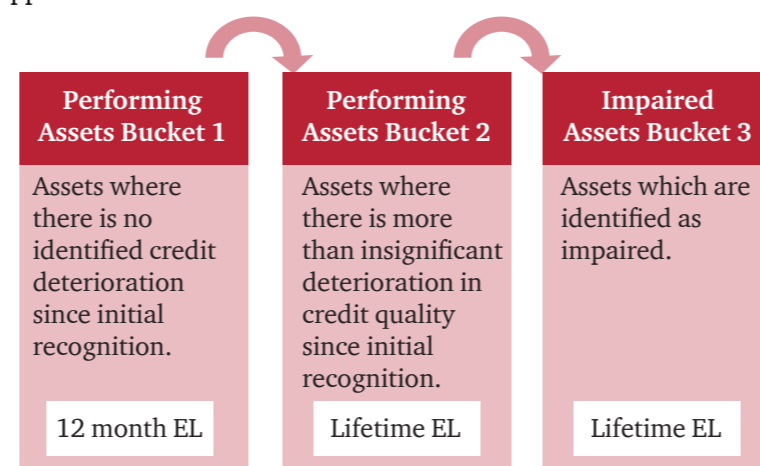 Performing
Assets Bucket 1
Assets where
there is no
identified credit
deterioration
since initial
recognition.
12 month EL
Performing
Assets Bucket 2
Assets where
there is more
than insignificant
deterioration in
credit quality
since initial
recognition.
Lifetime EL
Impaired
Assets Bucket 3
Assets which are
identified as
impaired.
Lifetime EL